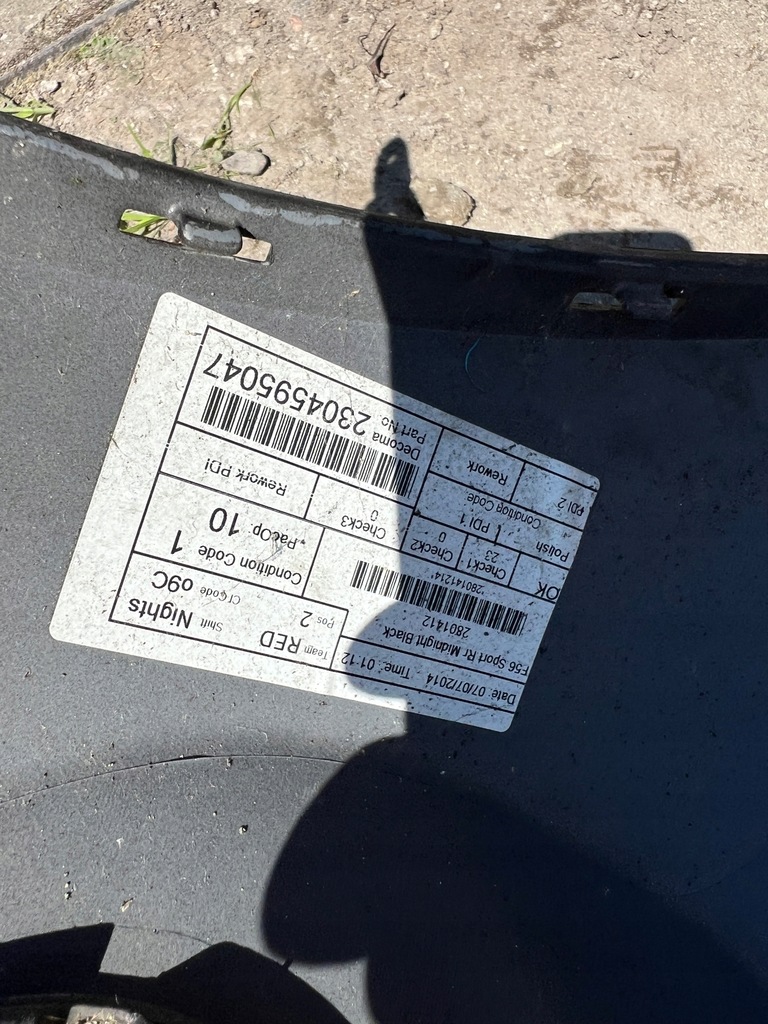 Date: 07/07/2014 Time: 01:12
F56 Sport Rr Midnight Black
2801412
*280141214*
Team RED Shift Nights
Pos 2 CI Code o9C
OK Check1 23 Check2 0 Check3 0
Condition Code 1
PacOp: 10
Polish PDI 1 Condition Code
Rework PDI
PDI 2 Rework
Decoma Part No 2304595047